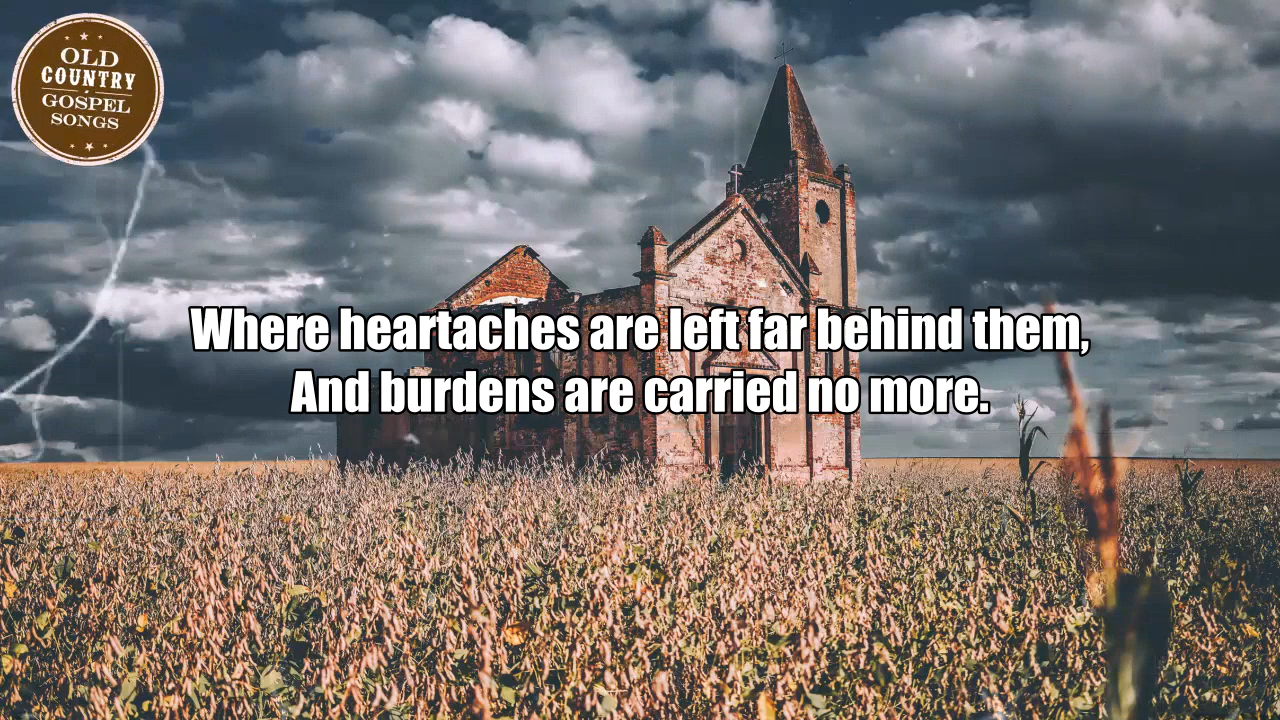 OLD
COUNTRY
GOSPEL
SONGS
Where heartaches are left far behind them,
And burdens are carried no more.